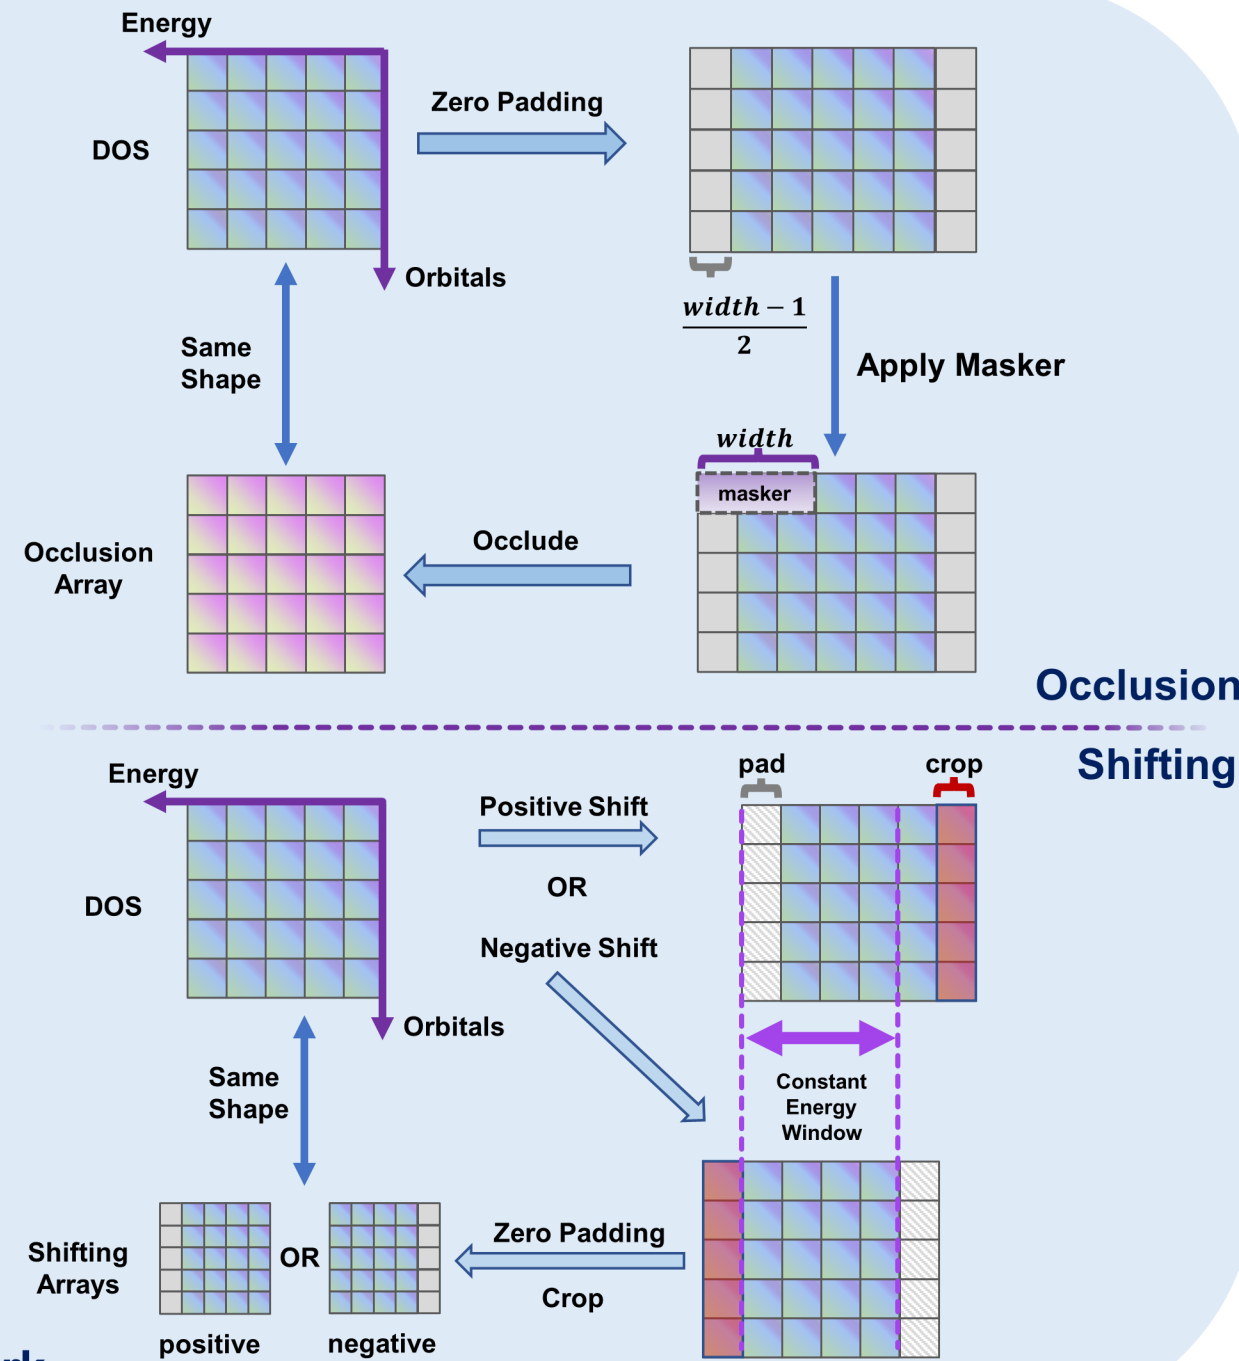 Energy
Zero Padding
DOS
Orbitals
width − 1
2
Same
Shape
Apply Masker
width
masker
Occlude
Occlusion
Array
Occlusion
Shifting
pad
crop
Energy
Positive Shift
OR
DOS
Negative Shift
Orbitals
Same
Shape
Constant
Energy
Window
Zero Padding
Shifting
Arrays
OR
Crop
positive
negative